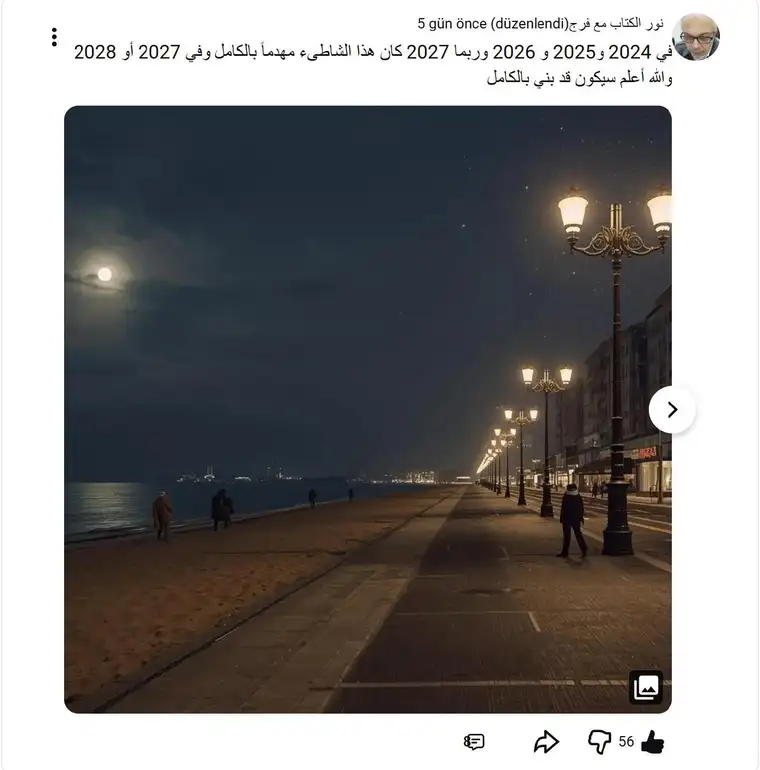 نور الكتاب مع فرج(düzenlendi) 5 gün önce
في 2024 و2025 و 2026 وربما 2027 كان هذا الشاطىء مهدماً بالكامل وفي 2027 أو 2028
والله أعلم سيكون قد بني بالكامل
56